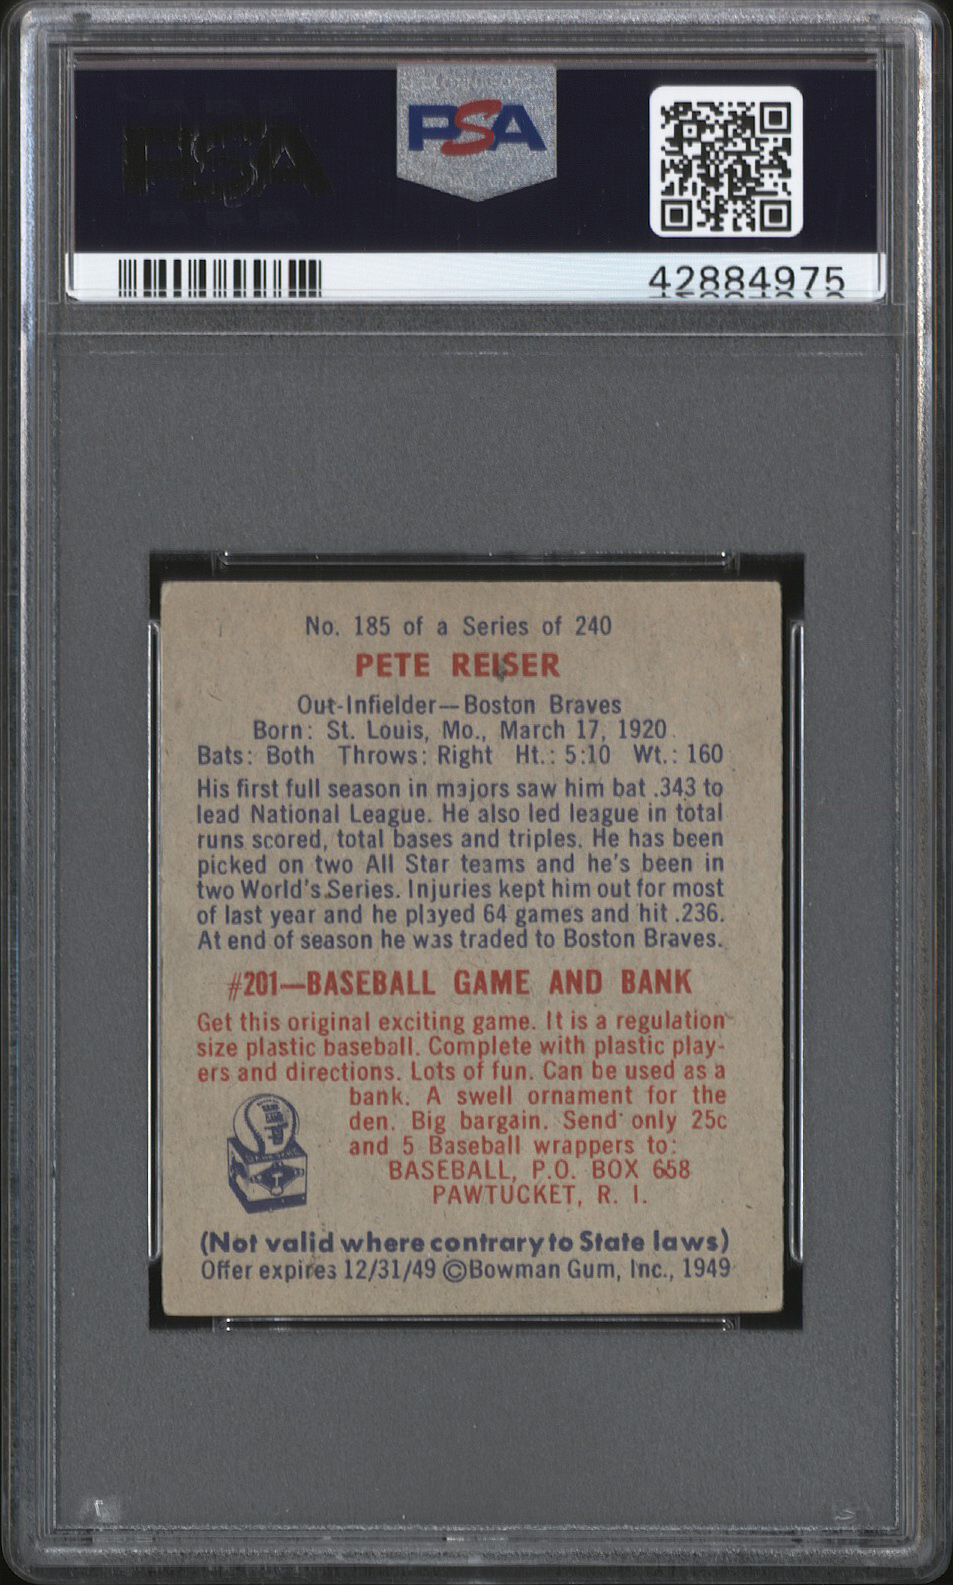 PSA
42884975
No. 185 of a Series of 240
PETE REISER
Out-Infielder—Boston Braves
Born: St. Louis, Mo., March 17, 1920
Bats: Both Throws: Right Ht.: 5:10 Wt.: 160
His first full season in majors saw him bat .343 to
lead National League. He also led league in total
runs scored, total bases and triples. He has been
picked on two All Star teams and he's been in
two World's Series. Injuries kept him out for most
of last year and he played 64 games and hit .236.
At end of season he was traded to Boston Braves.
#201—BASEBALL GAME AND BANK
Get this original exciting game. It is a regulation
size plastic baseball. Complete with plastic play-
ers and directions. Lots of fun. Can be used as a
bank. A swell ornament for the
den. Big bargain. Send only 25c
and 5 Baseball wrappers to:
BASEBALL, P.O. BOX 658
PAWTUCKET, R. I.
(Not valid where contrary to State laws)
Offer expires 12/31/49 ©Bowman Gum, Inc., 1949